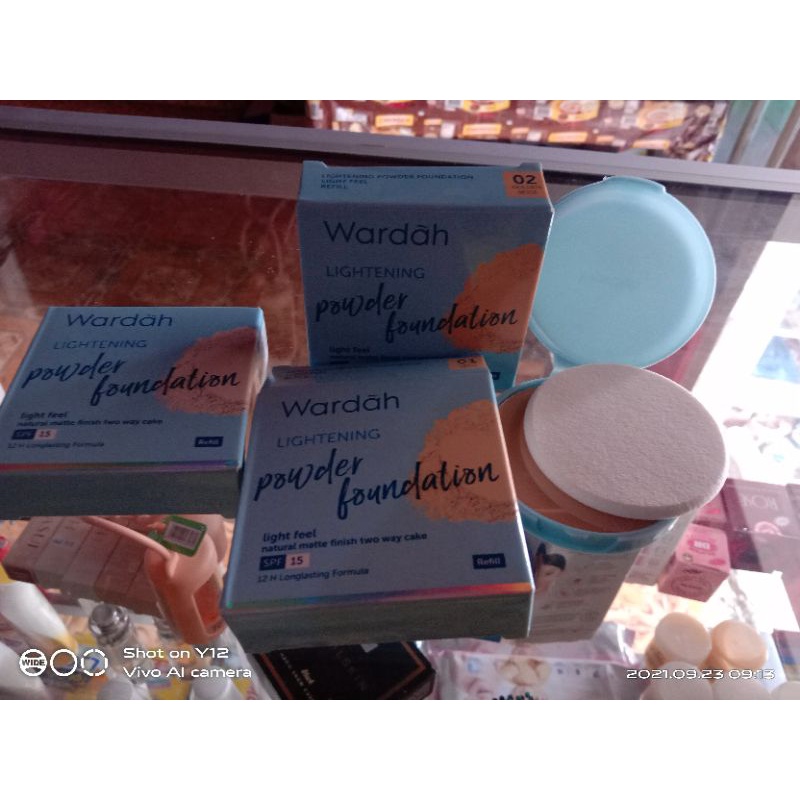 LIGHTENING POWDER FOUNDATION
LIGHT FEEL
REFILL
02
Wardah
LIGHTENING
powder
foundation
light feel
Wardah
LIGHTENING
powder
foundation
light feel
natural matte finish two way cake
SPF 15
12 H Longlasting Formula
Refill
Wardah
LIGHTENING
powder
foundation
light feel
natural matte finish two way cake
SPF 15
12 H Longlasting Formula
Refill
WIDE
Shot on Y12
Vivo AI camera
2021.09.23 09:13